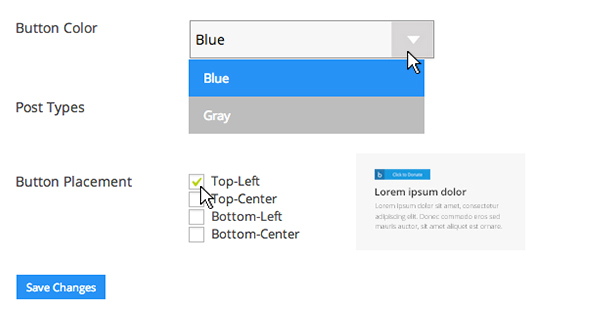 Button Color
Blue
Blue
Gray
Post Types
Button Placement
Top-Left
Top-Center
Bottom-Left
Bottom-Center
b Click to Donate
Lorem ipsum dolor
Lorem ipsum dolor sit amet, consectetur
adipiscing elit. Donec commodo eros sed
mauris auctor, sit amet aliquet est ornare.
Save Changes